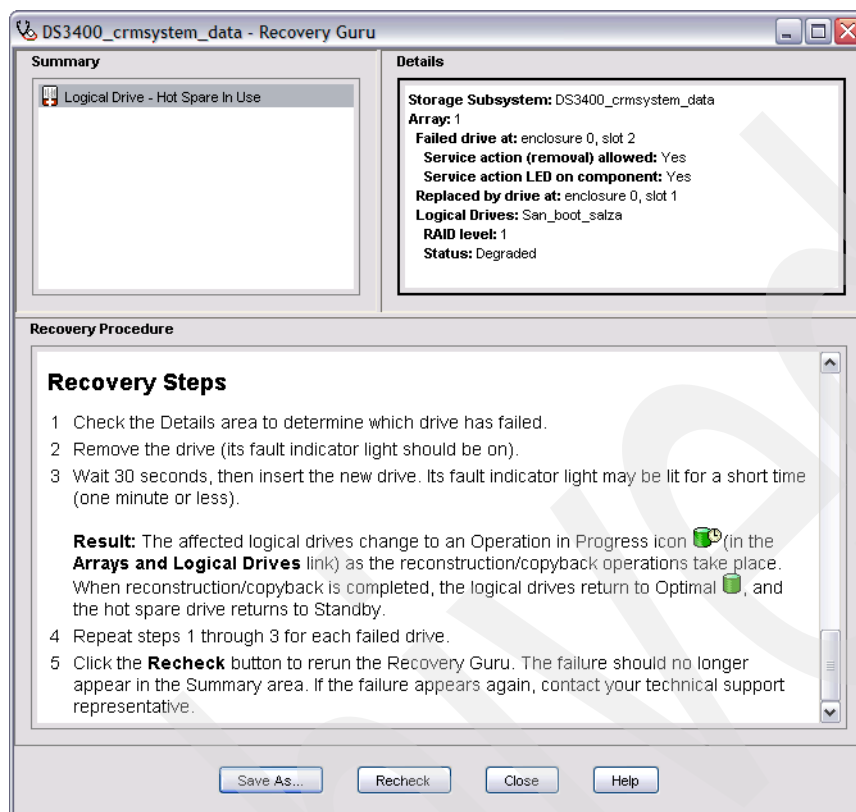 DS3400_crmsystem_data - Recovery Guru
Summary
Logical Drive - Hot Spare In Use
Details
Storage Subsystem: DS3400_crmsystem_data
Array: 1
Failed drive at: enclosure 0, slot 2
Service action (removal) allowed: Yes
Service action LED on component: Yes
Replaced by drive at: enclosure 0, slot 1
Logical Drives: San_boot_salza
RAID level: 1
Status: Degraded
Recovery Procedure
Recovery Steps
1 Check the Details area to determine which drive has failed.
2 Remove the drive (its fault indicator light should be on).
3 Wait 30 seconds, then insert the new drive. Its fault indicator light may be lit for a short time
(one minute or less).
Result: The affected logical drives change to an Operation in Progress icon (in the
Arrays and Logical Drives link) as the reconstruction/copyback operations take place.
When reconstruction/copyback is completed, the logical drives return to Optimal , and
the hot spare drive returns to Standby.
4 Repeat steps 1 through 3 for each failed drive.
5 Click the Recheck button to rerun the Recovery Guru. The failure should no longer
appear in the Summary area. If the failure appears again, contact your technical support
representative.
Save As...
Recheck
Close
Help